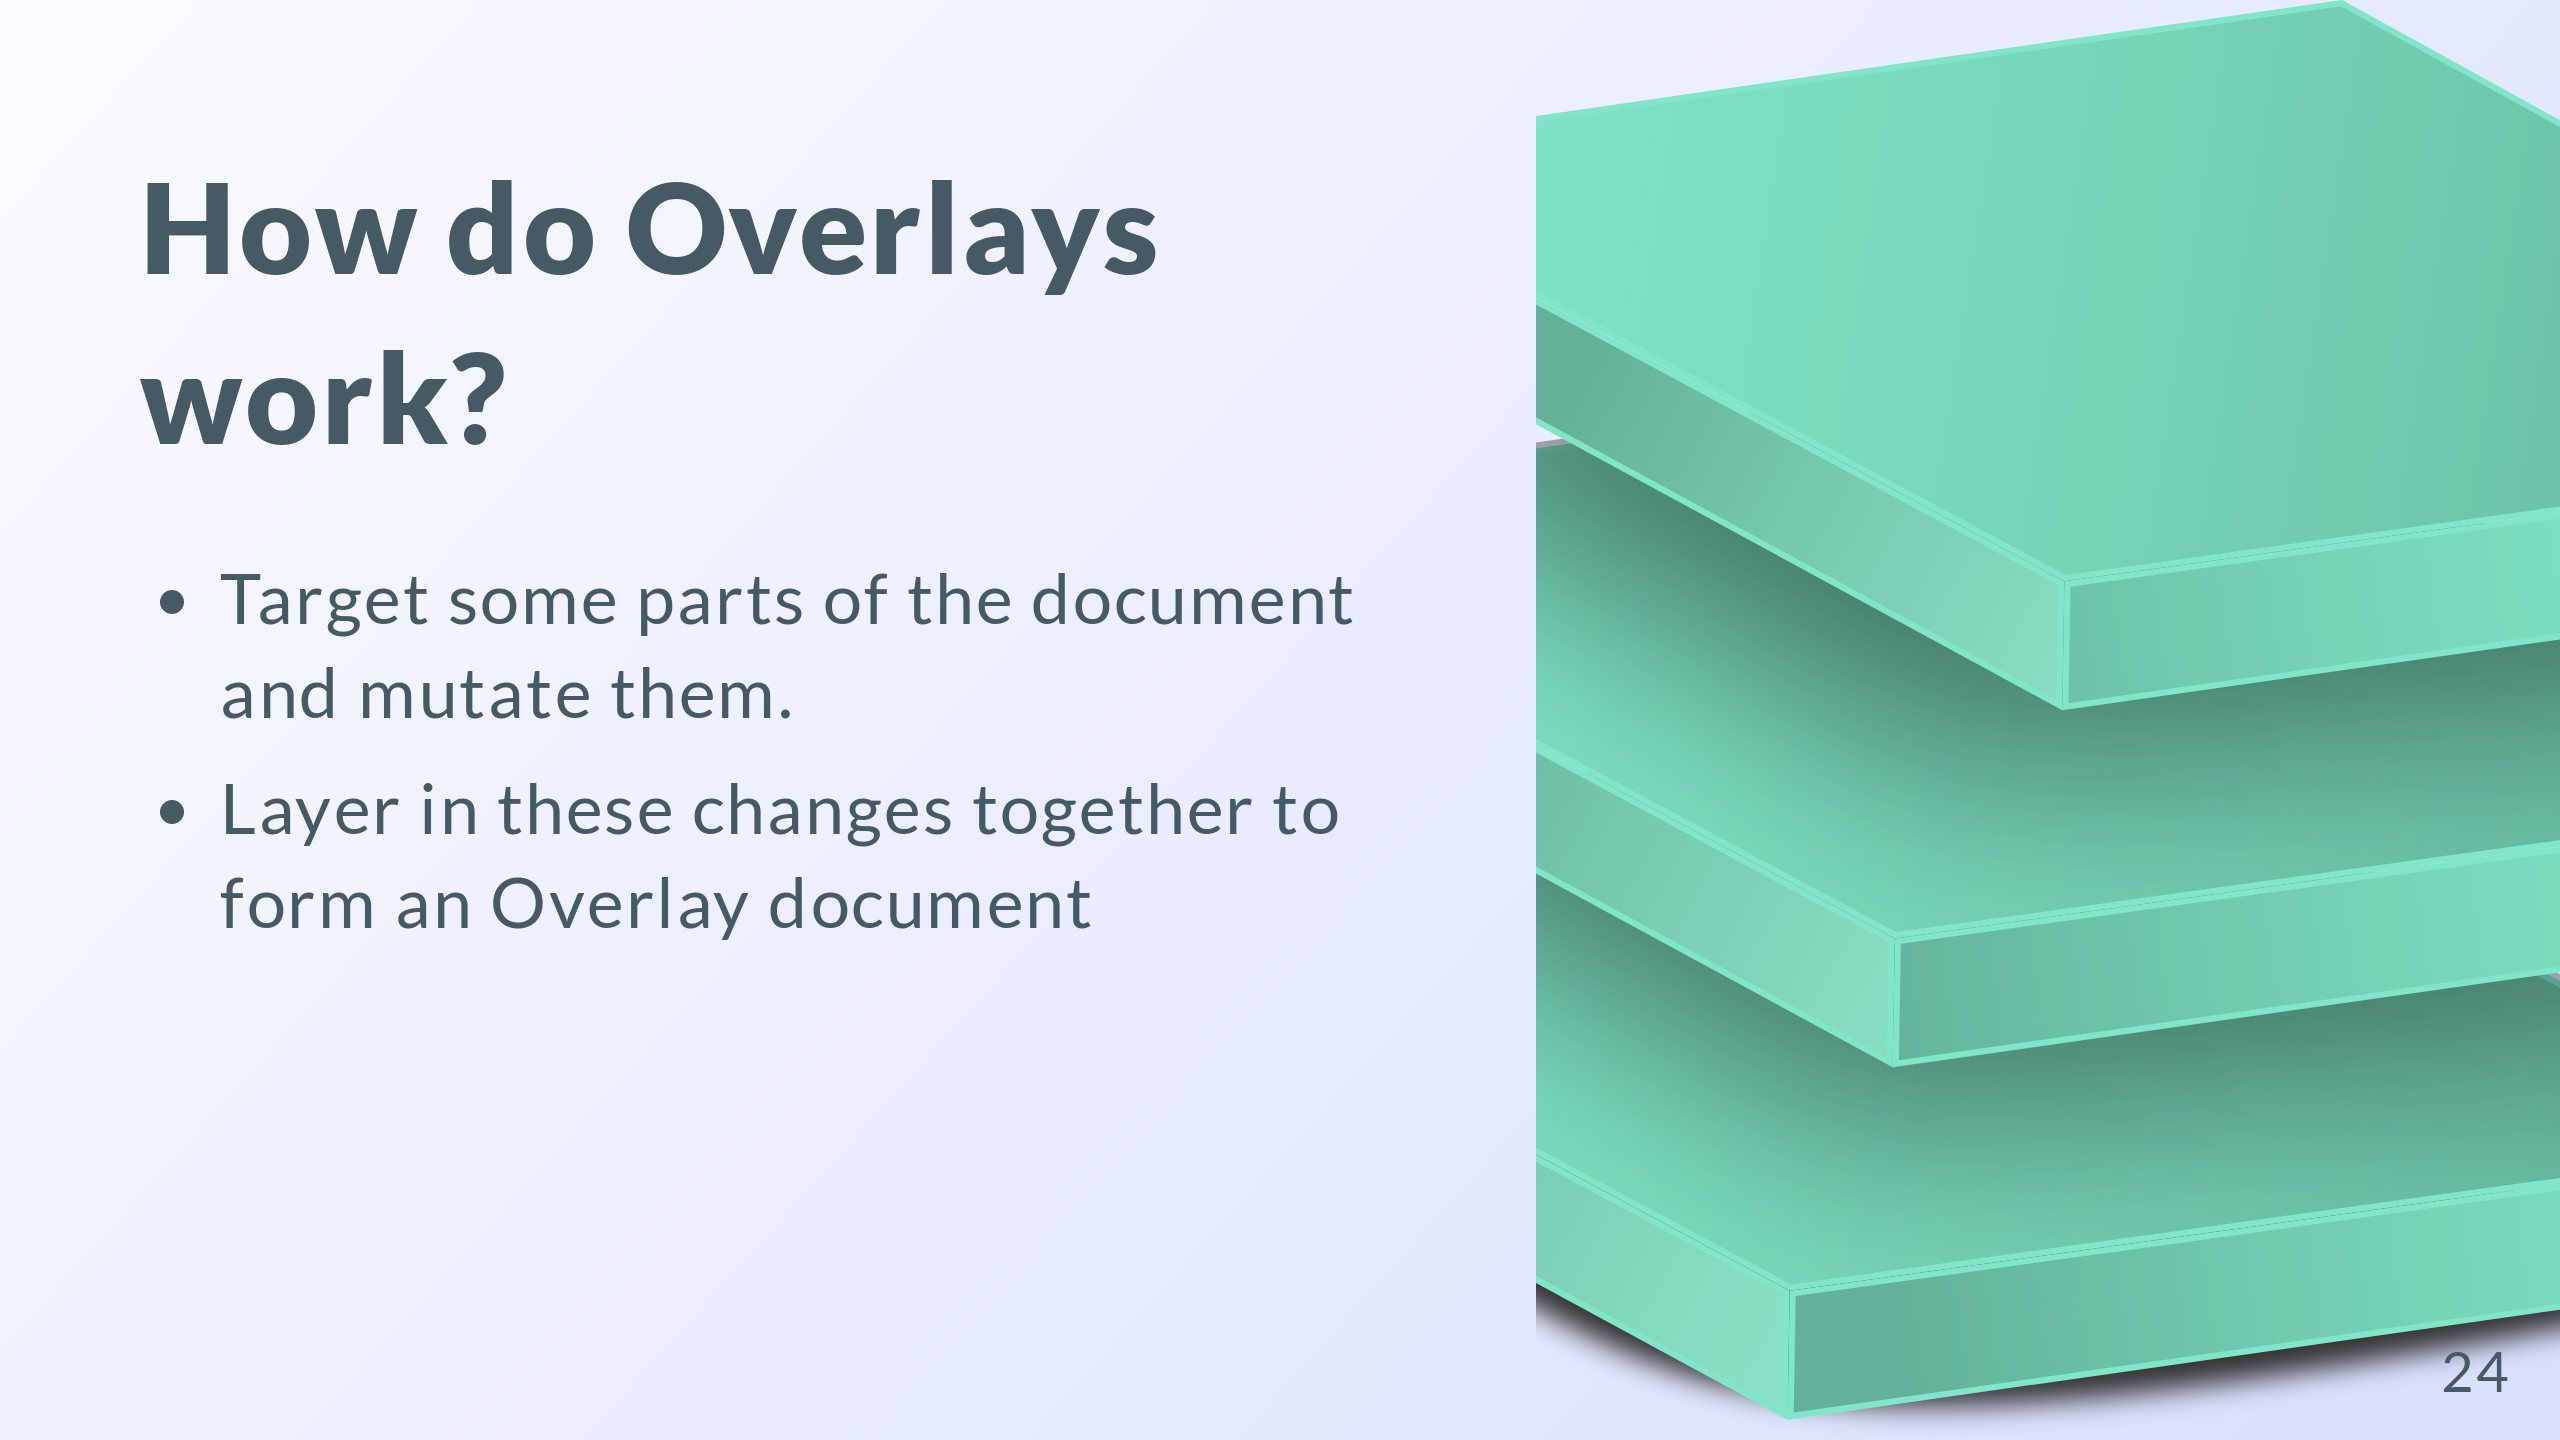 How do Overlays
work?
• Target some parts of the document
and mutate them.
• Layer in these changes together to
form an Overlay document
24